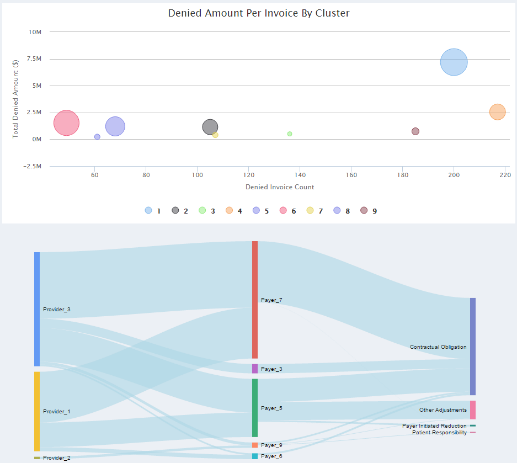 Denied Amount Per Invoice By Cluster
Total Denied Amount ($)
10M
7.5M
5M
2.5M
0M
-2.5M
60 80 100 120 140 160 180 200 220
Denied Invoice Count
1 2 3 4 5 6 7 8 9
Provider_3
Provider_1
Provider_2
Payer_7
Payer_3
Payer_5
Payer_9
Payer_6
Contractual Obligation
Other Adjustments
Payer Initiated Reduction
Patient Responsibility